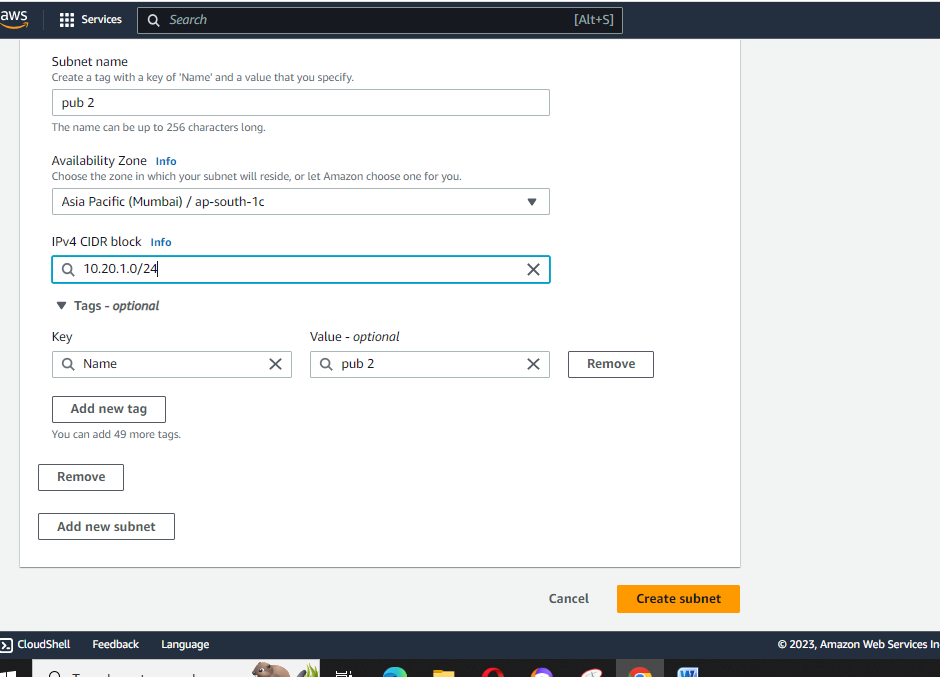 aws Services Search [Alt+S]
Subnet name
Create a tag with a key of 'Name' and a value that you specify.
pub 2
The name can be up to 256 characters long.
Availability Zone Info
Choose the zone in which your subnet will reside, or let Amazon choose one for you.
Asia Pacific (Mumbai) / ap-south-1c
IPv4 CIDR block Info
10.20.1.0/24
Tags - optional
Key Value - optional
Name pub 2 Remove
Add new tag
You can add 49 more tags.
Remove
Add new subnet
Cancel Create subnet
CloudShell Feedback Language © 2023, Amazon Web Services In